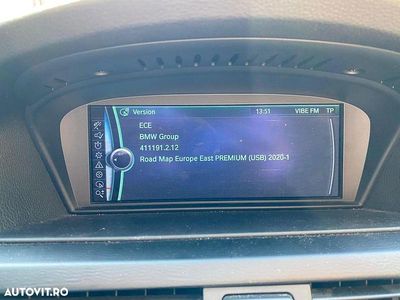 Version 13:51 VIBE FM TP
ECE
BMW Group
411191.2.12
Road Map Europe East PREMIUM (USB) 2020-1
AUTOVIT.RO